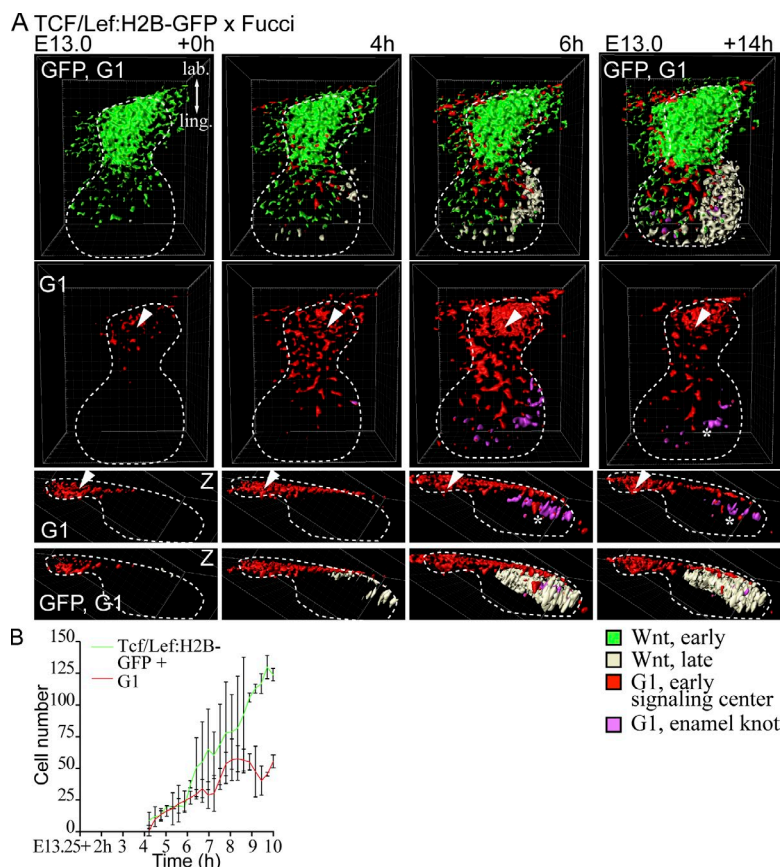 A TCF/Lef:H2B-GFP x Fucci
E13.0 +0h 4h 6h E13.0 +14h
GFP, G1 lab. ling. GFP, G1
G1
Z
G1
Z
GFP, G1
* * * *
B
150
125
100
75
50
25
0
Cell number
Tcf/Lef:H2B-
GFP +
G1
E13.25+ 2h 3 4 5 6 7 8 9 10
Time (h)
Wnt, early
Wnt, late
G1, early
signaling center
G1, enamel knot